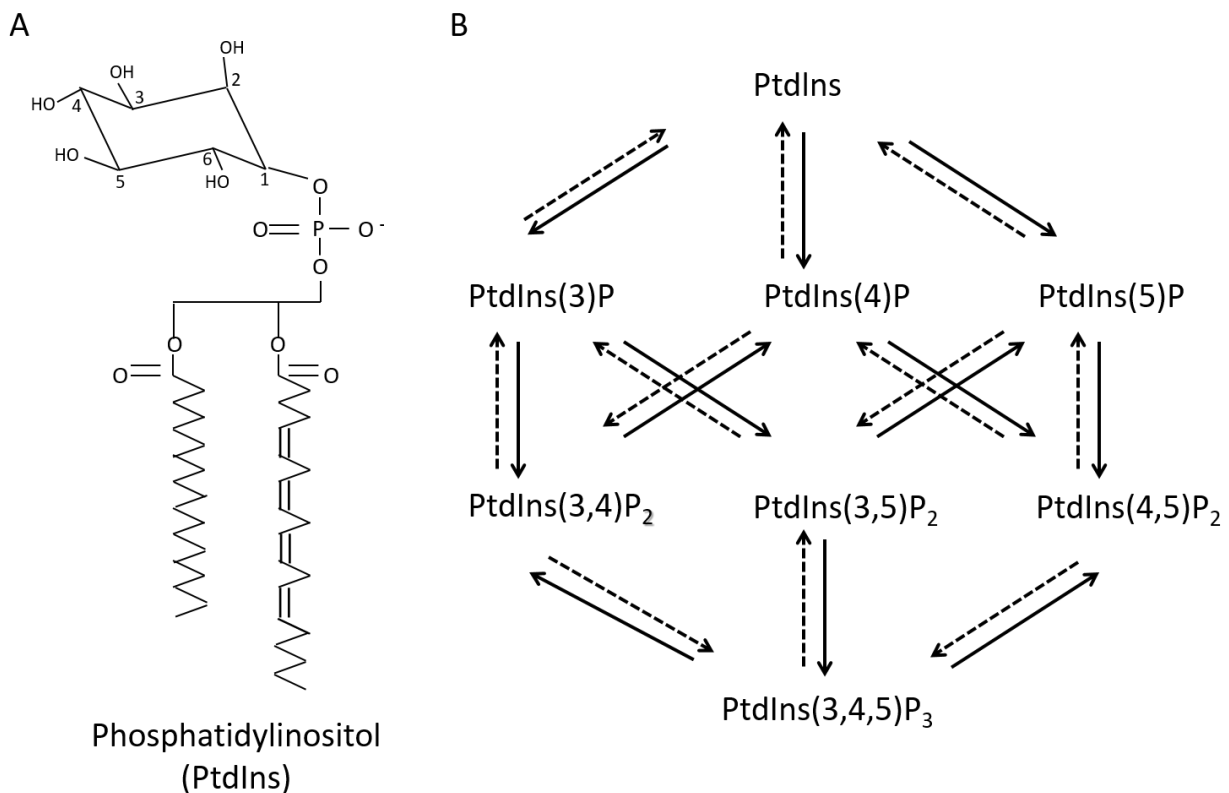 A
B
OH
OH
2
HO
4
3
HO
6
5
HO
1
O
O
P
O -
O
O
O
O
O
Phosphatidylinositol
(PtdIns)
PtdIns
PtdIns(3)P
PtdIns(4)P
PtdIns(5)P
PtdIns(3,4)P2
PtdIns(3,5)P2
PtdIns(4,5)P2
PtdIns(3,4,5)P3